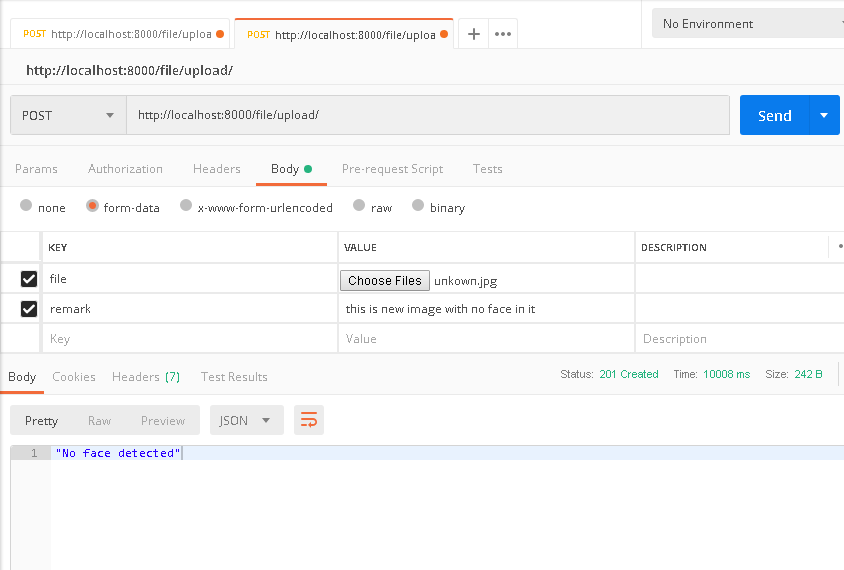 POST http://localhost:8000/file/uploa POST http://localhost:8000/file/uploa + ••• No Environment
http://localhost:8000/file/upload/
POST http://localhost:8000/file/upload/ Send
Params Authorization Headers Body Pre-request Script Tests
none form-data x-www-form-urlencoded raw binary
KEY VALUE DESCRIPTION
file Choose Files unkown.jpg
remark this is new image with no face in it
Key Value Description
Body Cookies Headers (7) Test Results Status: 201 Created Time: 10008 ms Size: 242 B
Pretty Raw Preview JSON
1 "No face detected"